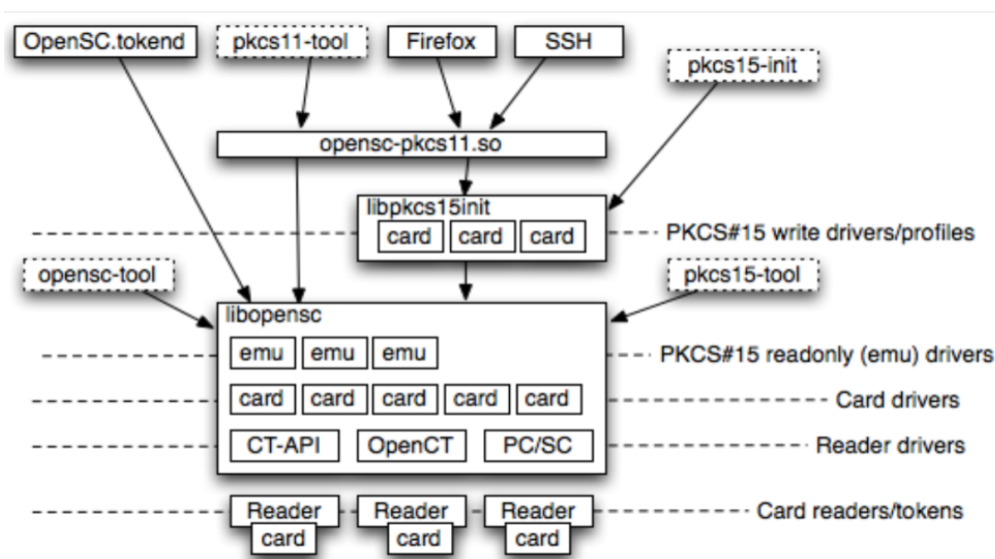 OpenSC.tokend
pkcs11-tool
Firefox
SSH
pkcs15-init
opensc-pkcs11.so
libpkcs15init
card card card
PKCS#15 write drivers/profiles
opensc-tool
pkcs15-tool
libopensc
emu emu emu
PKCS#15 readonly (emu) drivers
card card card card card
Card drivers
CT-API OpenCT PC/SC
Reader drivers
Reader Reader Reader
Card readers/tokens
card card card